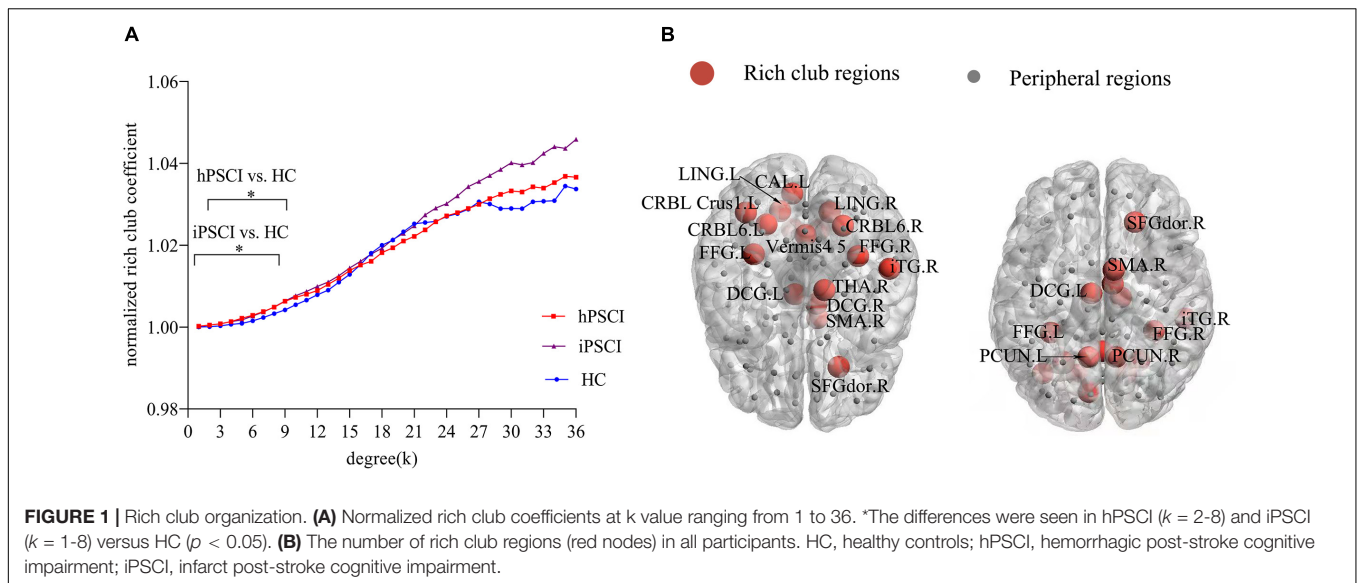 A
B
Rich club regions
Peripheral regions
1.06
1.04
1.02
1.00
0.98
normalized rich club coefficient
hPSCI vs. HC
*
iPSCI vs. HC
*
hPSCI
iPSCI
HC
0 3 6 9 12 15 18 21 24 27 30 33 36
degree(k)
LING.L
CAL.L
CRBL Crus1.L
LING.R
CRBL6.L
CRBL6.R
Vermis4 5
FFG.L
FFG.R
iTG.R
DCG.L
THA.R
DCG.R
SMA.R
SFGdor.R
SFGdor.R
SMA.R
DCG.L
FFG.L
iTG.R
FFG.R
PCUN.L
PCUN.R
FIGURE 1 | Rich club organization. (A) Normalized rich club coefficients at k value ranging from 1 to 36. *The differences were seen in hPSCI (k = 2-8) and iPSCI
(k = 1-8) versus HC (p < 0.05). (B) The number of rich club regions (red nodes) in all participants. HC, healthy controls; hPSCI, hemorrhagic post-stroke cognitive
impairment; iPSCI, infarct post-stroke cognitive impairment.